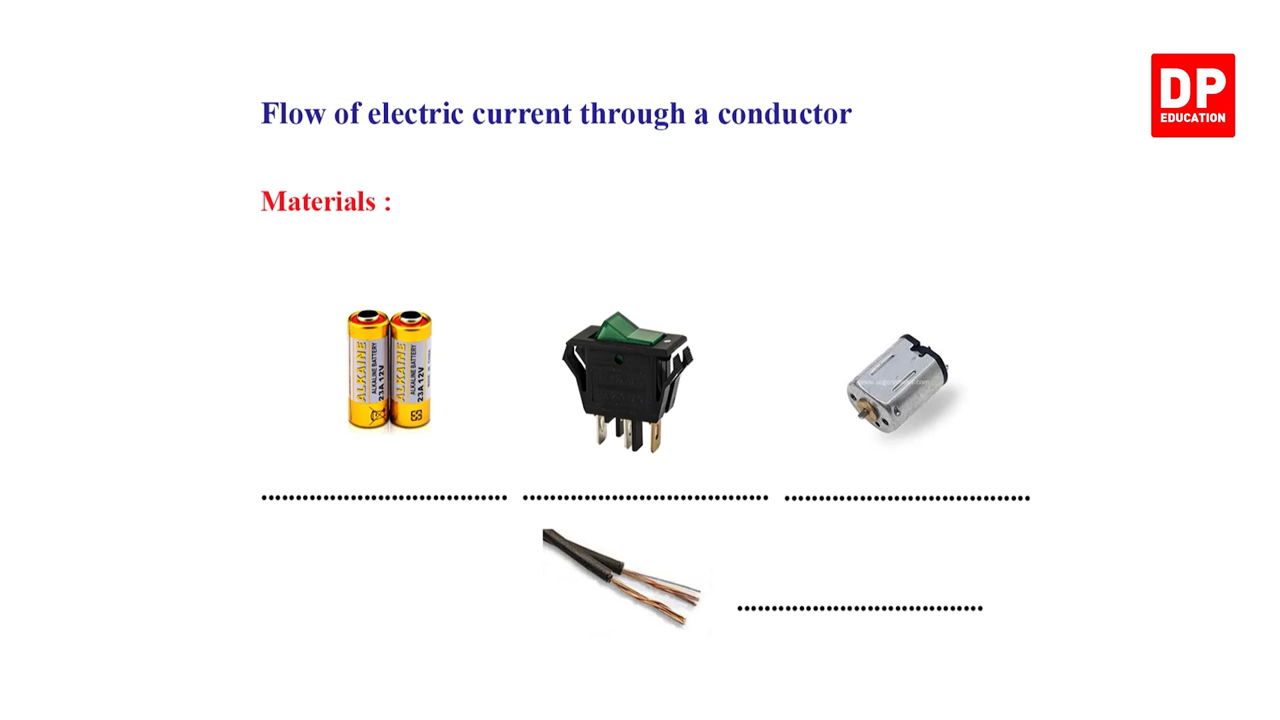 DP
EDUCATION
Flow of electric current through a conductor
Materials :
ALKAINE
ALKALINE BATTERY
23A 12V
ALKAINE
ALKALINE BATTERY
23A 12V
....................................
....................................
....................................
....................................